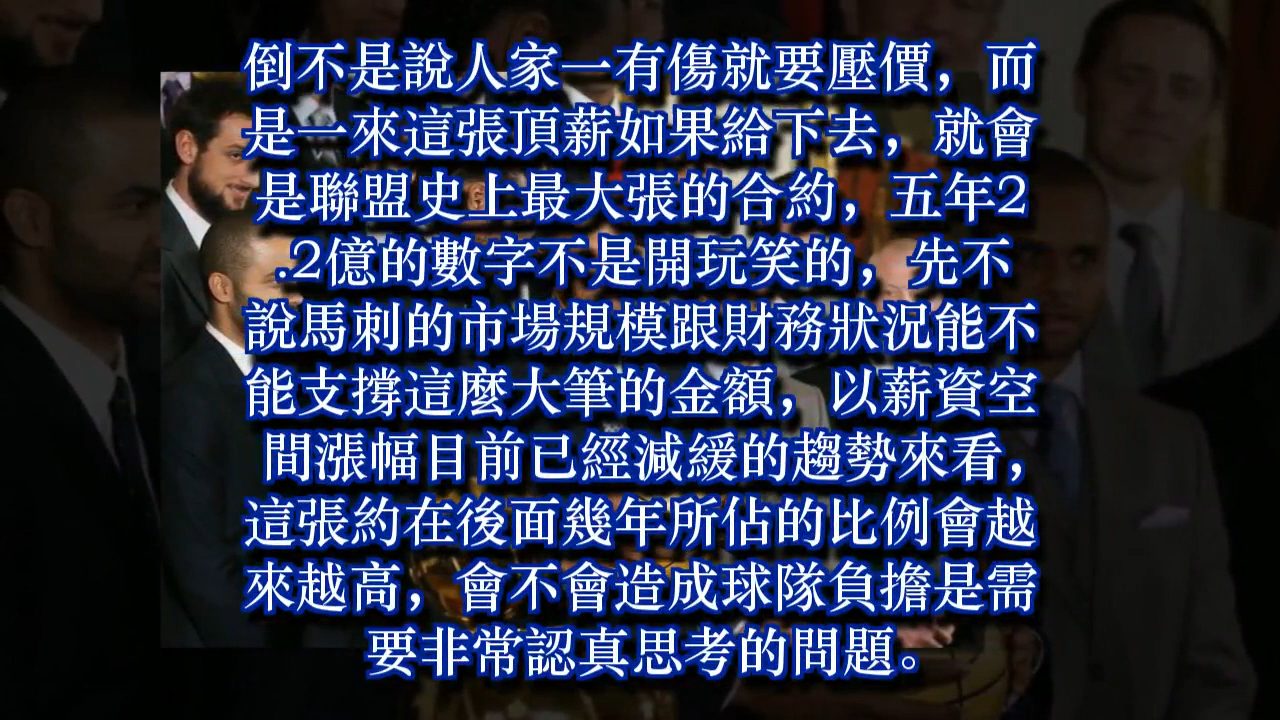 倒不是說人家一有傷就要壓價，而
是一來這張頂薪如果給下去，就會
是聯盟史上最大張的合約，五年2
.2億的數字不是開玩笑的，先不
說馬刺的市場規模跟財務狀況能不
能支撐這麼大筆的金額，以薪資空
間漲幅目前已經減緩的趨勢來看，
這張約在後面幾年所佔的比例會越
來越高，會不會造成球隊負擔是需
要非常認真思考的問題。